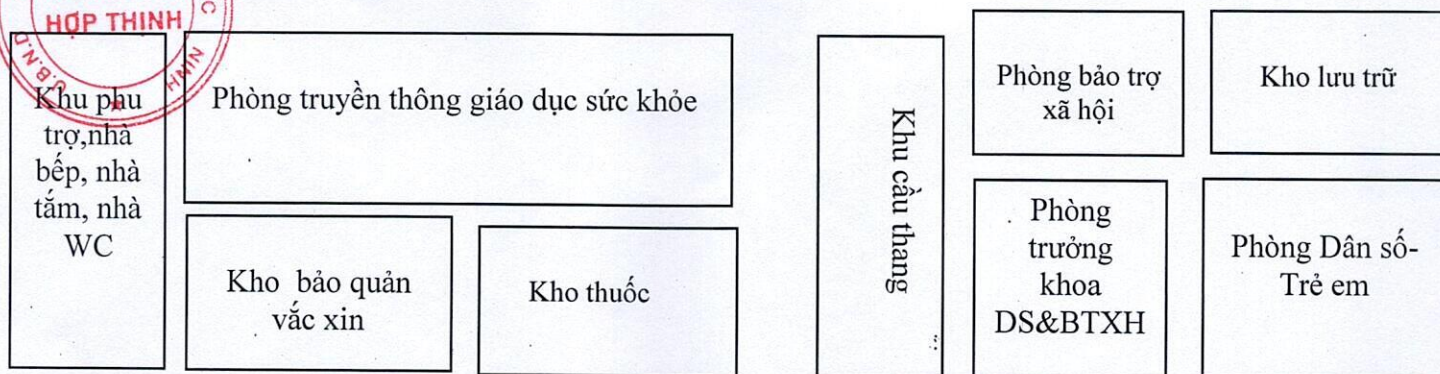 HỢP THỊNH
U.B.N.D
NINH
C
Khu phụ
trợ,nhà
bếp, nhà
tắm, nhà
WC
Phòng truyền thông giáo dục sức khỏe
Kho bảo quản
vắc xin
Kho thuốc
Khu cầu thang
Phòng bảo trợ
xã hội
Kho lưu trữ
Phòng
trưởng
khoa
DS&BTXH
Phòng Dân số-
Trẻ em